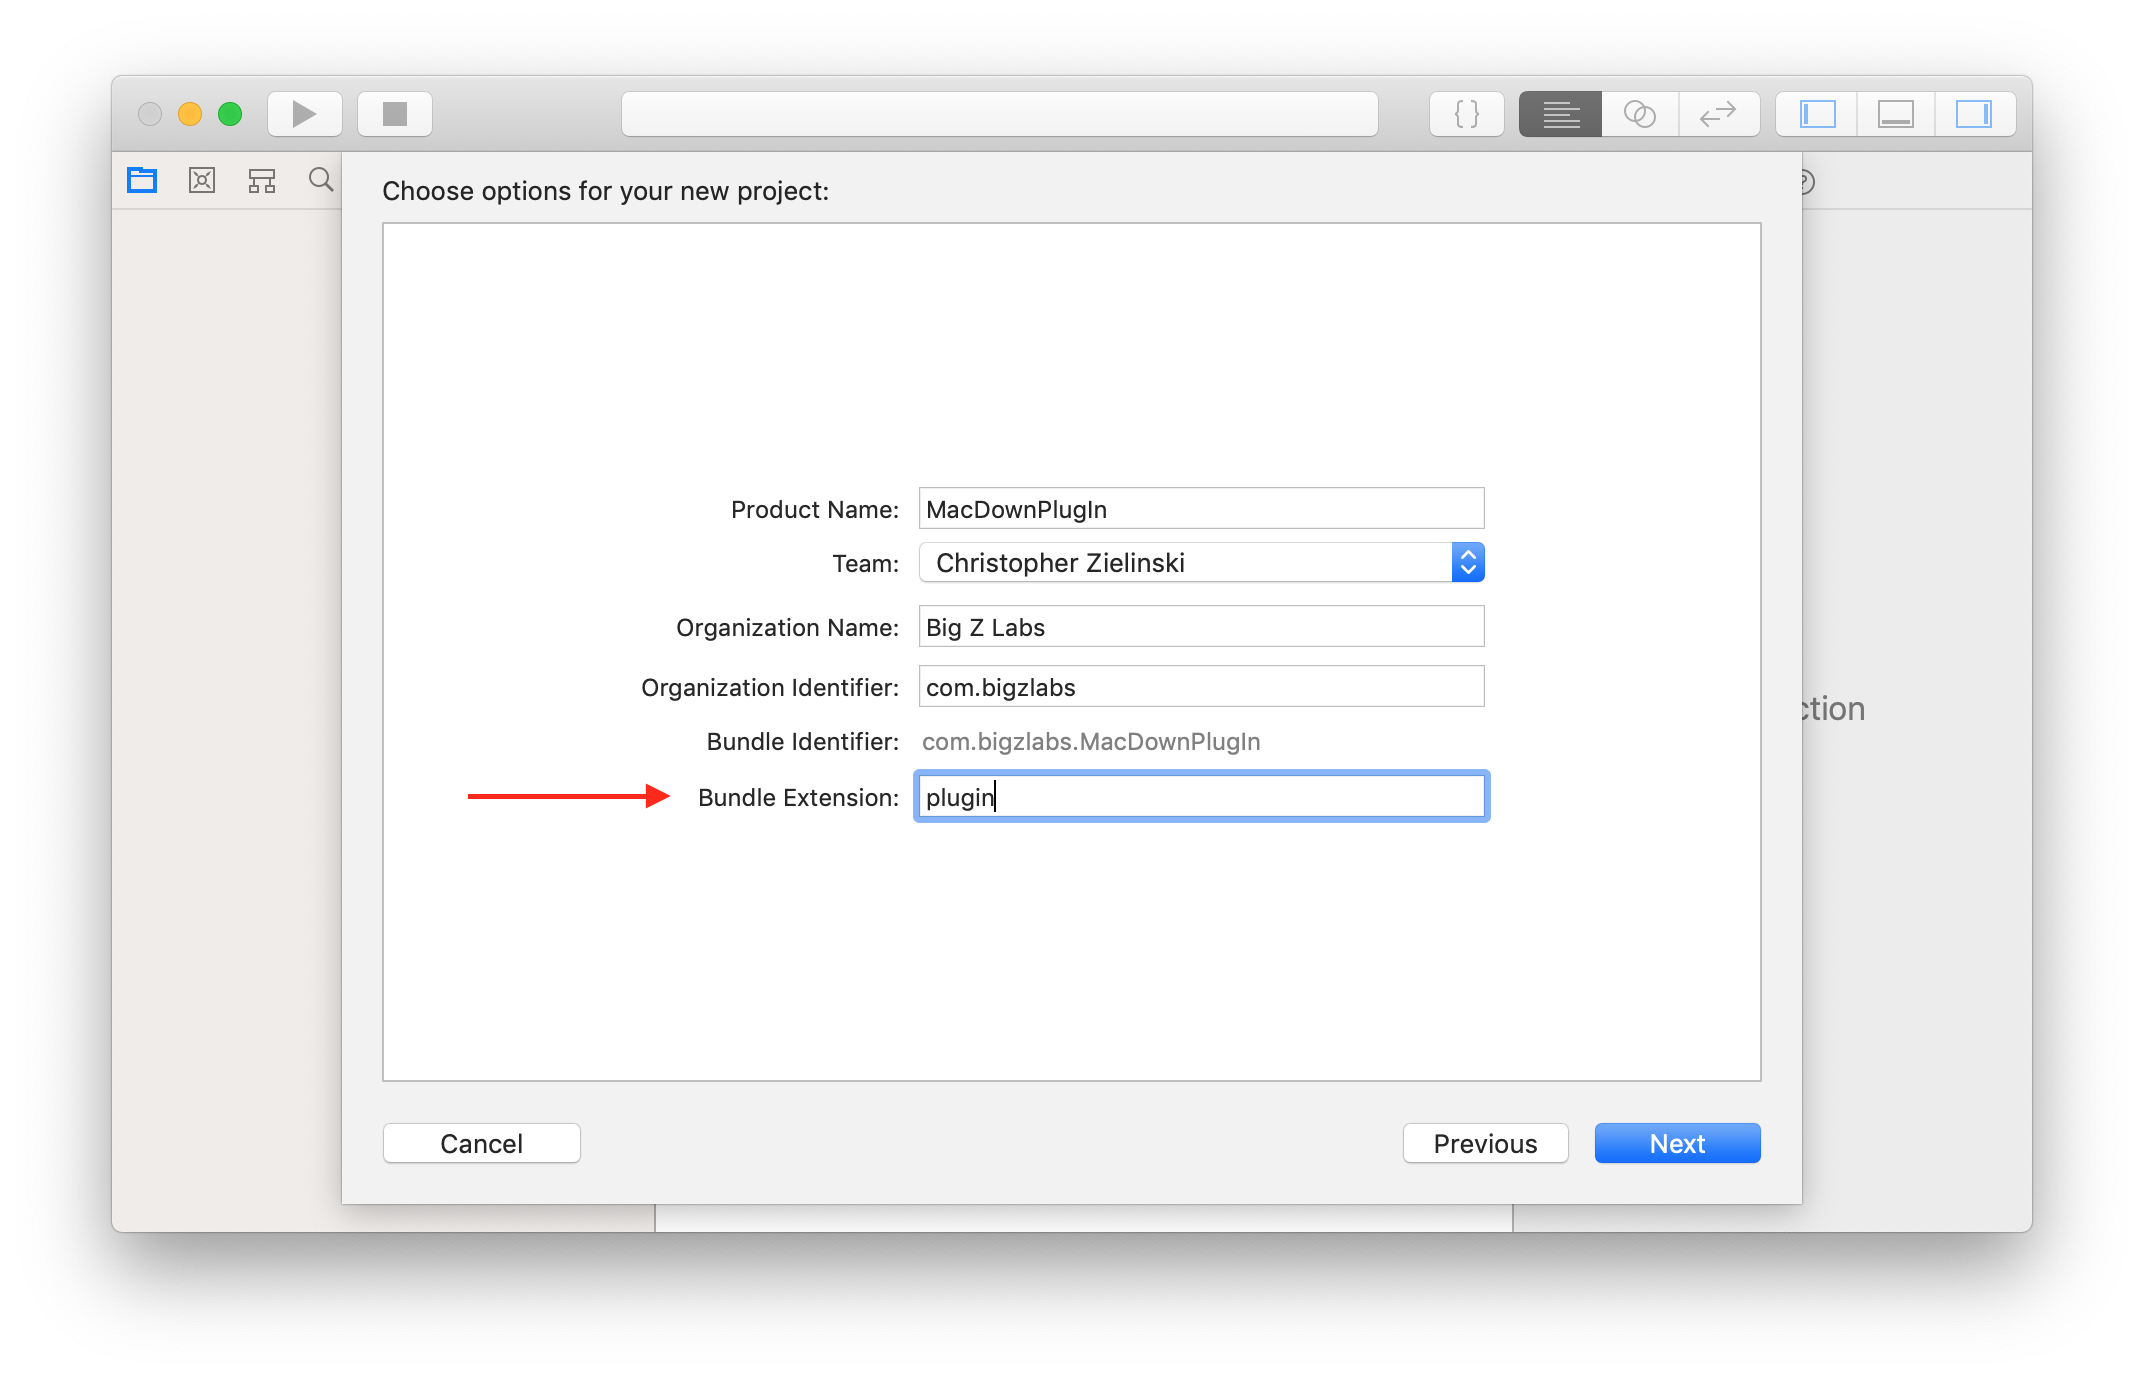 Choose options for your new project:
Product Name: MacDownPlugIn
Team: Christopher Zielinski
Organization Name: Big Z Labs
Organization Identifier: com.bigzlabs
ction
Bundle Identifier: com.bigzlabs.MacDownPlugIn
Bundle Extension: plugin
Cancel Previous Next